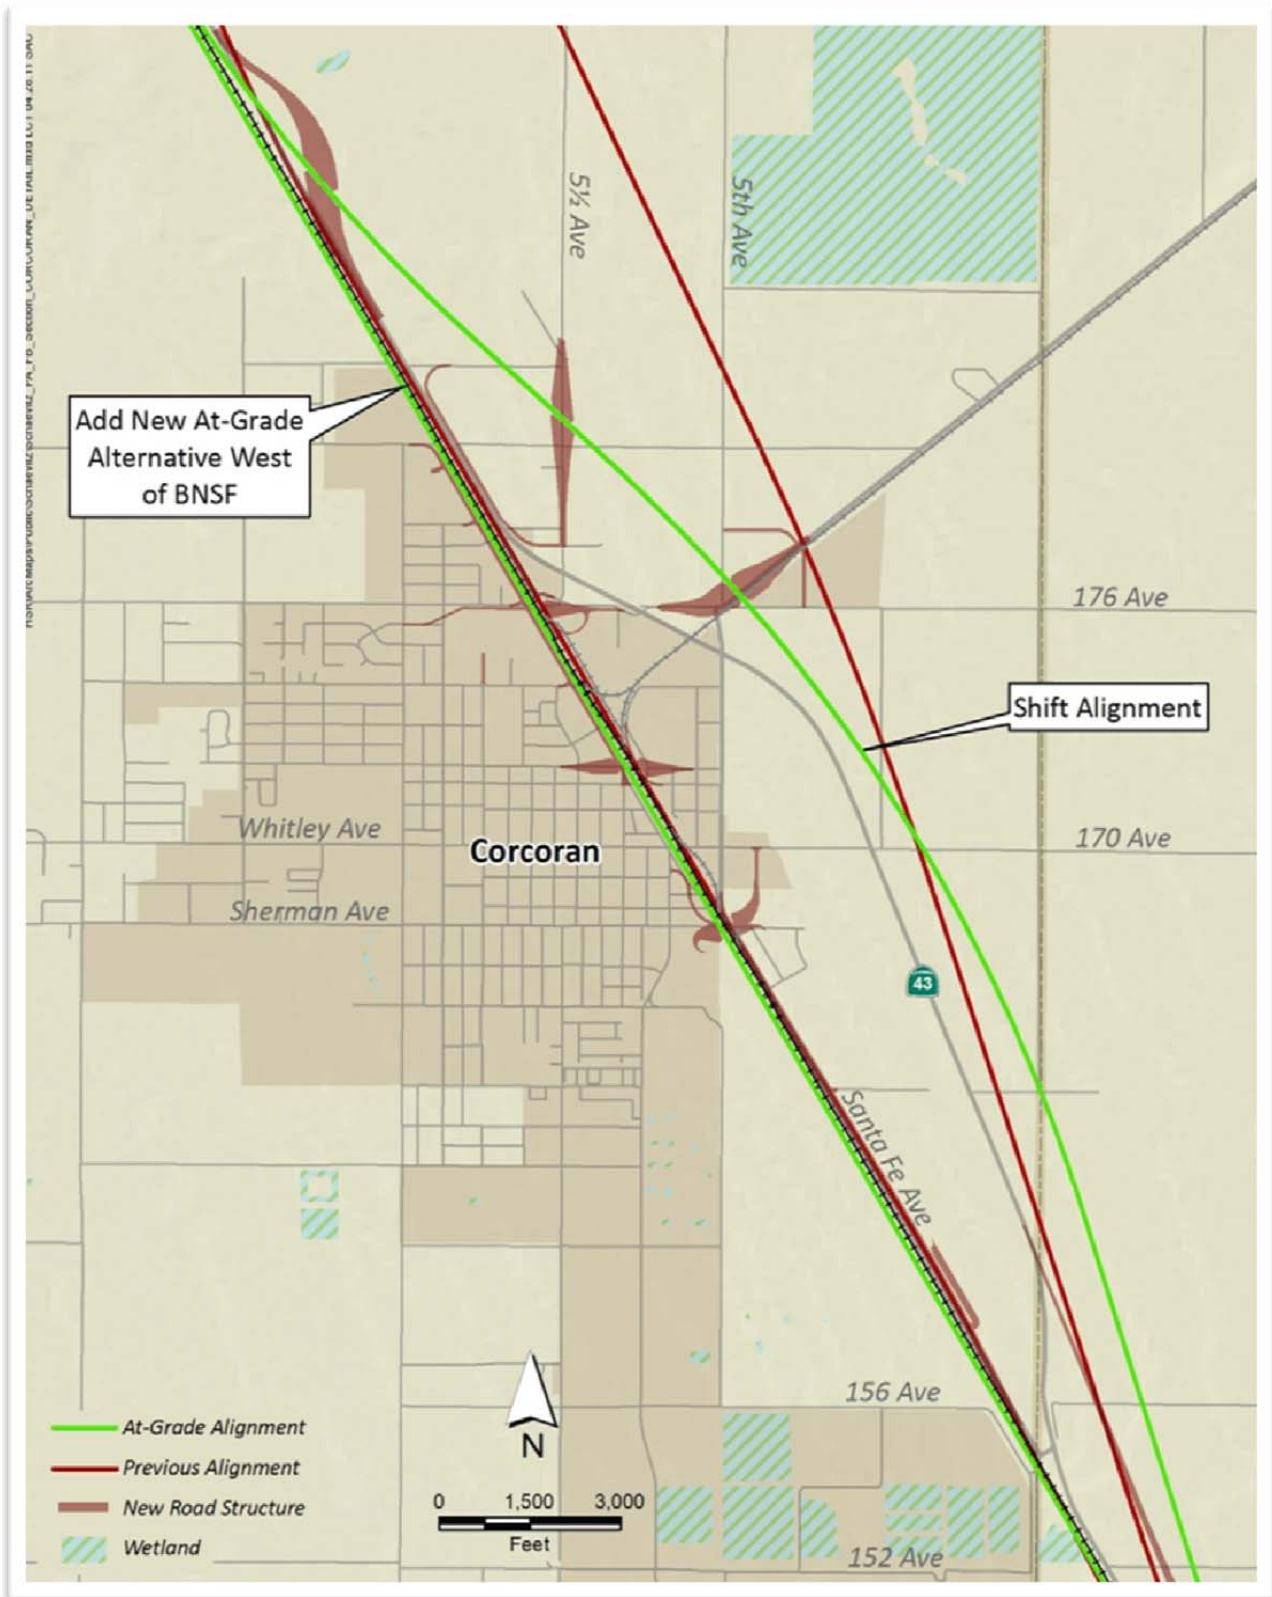 5½ Ave
5th Ave
Add New At-Grade
Alternative West
of BNSF
176 Ave
Shift Alignment
Whitley Ave
170 Ave
Corcoran
Sherman Ave
43
Santa Fe Ave
156 Ave
At-Grade Alignment
Previous Alignment
New Road Structure
Wetland
N
0 1,500 3,000
Feet
152 Ave